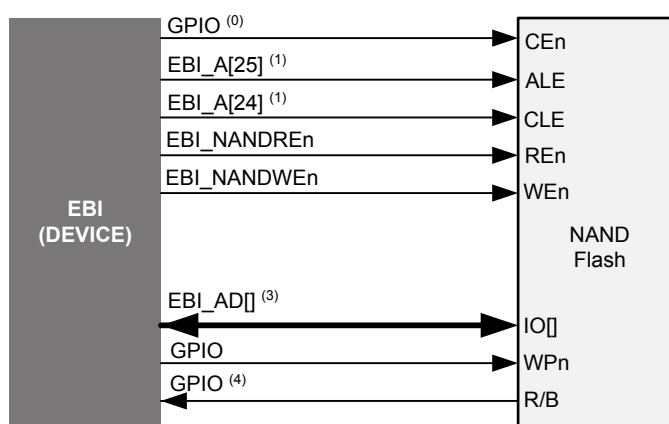 GPIO (0)
CEn
EBI_A[25] (1)
ALE
EBI_A[24] (1)
CLE
EBI_NANDREn
REn
EBI_NANDWEn
WEn
EBI
(DEVICE)
NAND
Flash
EBI_AD[] (3)
IO[]
GPIO
WPn
GPIO (4)
R/B